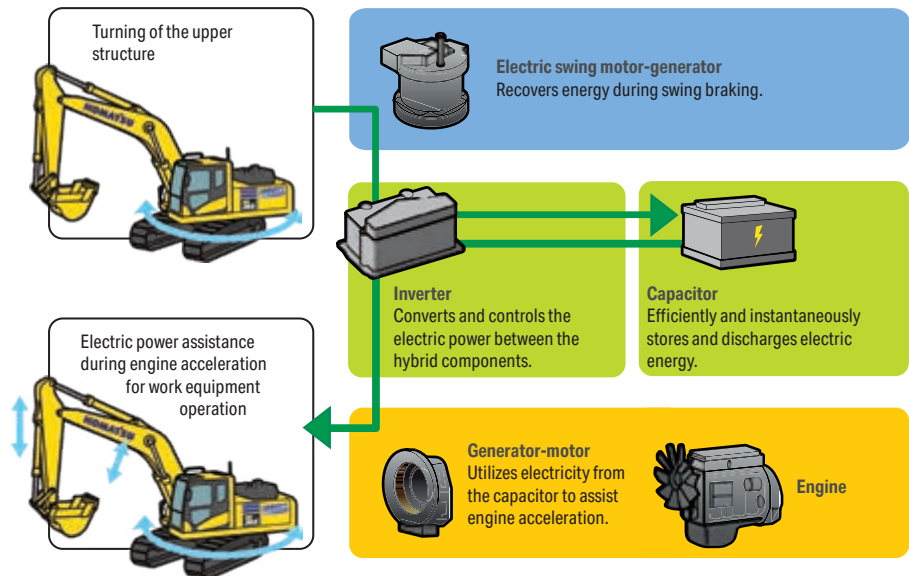 Turning of the upper
structure
KOMATSU
Electric swing motor-generator
Recovers energy during swing braking.
Inverter
Converts and controls the
electric power between the
hybrid components.
Capacitor
Efficiently and instantaneously
stores and discharges electric
energy.
Electric power assistance
during engine acceleration
for work equipment
operation
KOMATSU
Generator-motor
Utilizes electricity from
the capacitor to assist
engine acceleration.
Engine